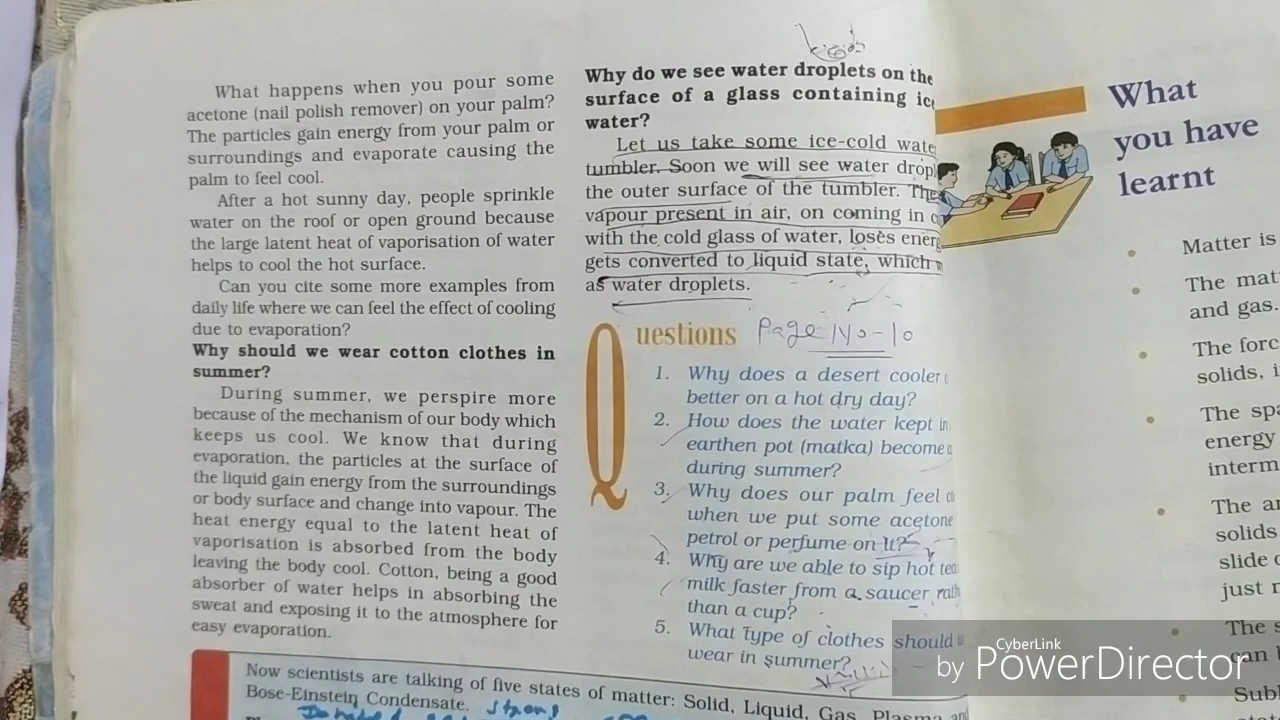 What happens when you pour some
acetone (nail polish remover) on your palm?
The particles gain energy from your palm or
surroundings and evaporate causing the
palm to feel cool.
After a hot sunny day, people sprinkle
water on the roof or open ground because
the large latent heat of vaporisation of water
helps to cool the hot surface.
Can you cite some more examples from
daily life where we can feel the effect of cooling
due to evaporation?
Why should we wear cotton clothes in
summer?
During summer, we perspire more
because of the mechanism of our body which
keeps us cool. We know that during
evaporation, the particles at the surface of
the liquid gain energy from the surroundings
or body surface and change into vapour. The
heat energy equal to the latent heat of
vaporisation is absorbed from the body
leaving the body cool. Cotton, being a good
absorber of water helps in absorbing the
sweat and exposing it to the atmosphere for
easy evaporation.
Why do we see water droplets on the
surface of a glass containing ic
water?
Let us take some ice-cold wate
tumbler. Soon we will see water dropl
the outer surface of the tumbler. The
vapour present in air, on coming in c
with the cold glass of water, loses energ
gets converted to liquid state, which w
as water droplets.
Questions Page No-10
1. Why does a desert cooler
better on a hot dry day?
2. How does the water kept in
earthen pot (matka) become
during summer?
3. Why does our palm feel
when we put some acetone
petrol or perfume on it?
4. Why are we able to sip hot tea
milk faster from a saucer rath
than a cup?
5. What type of clothes should
wear in summer?
Now scientists are talking of five states of matter: Solid, Liquid, Gas, Plasma and
Bose-Einstein Condensate. strong
What
you have
learnt
• Matter is
• The mat
and gas.
• The forc
solids, i
• The spa
energy
interm
• The ar
solids
slide
just
• The s
can
• Subl
CyberLink
by PowerDirector